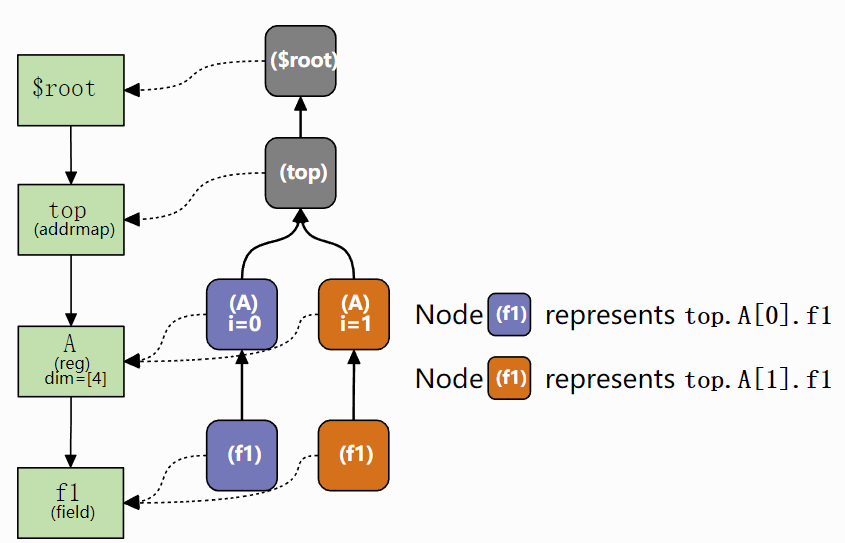 ($root)
$root
(top)
top
(addrmap)
(A)
i=0
(A)
i=1
Node (f1) represents top.A[0].f1
A
(reg)
dim=[4]
Node (f1) represents top.A[1].f1
(f1)
(f1)
f1
(field)